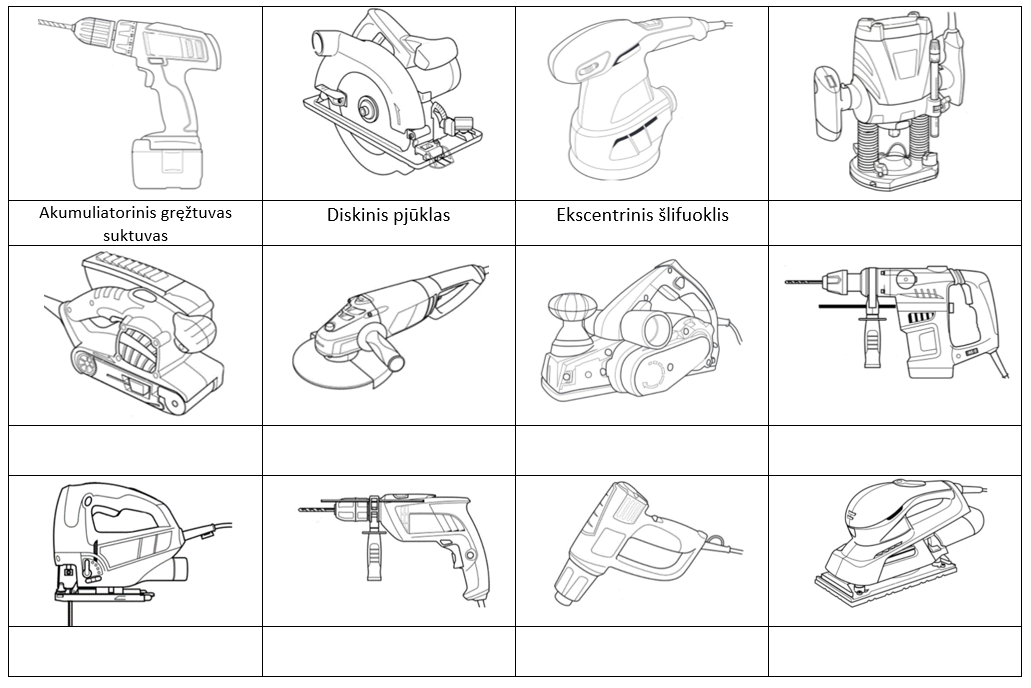 Akumuliatorinis gręžtuvas
suktuvas
Diskinis pjūklas
Ekscentrinis šlifuoklis